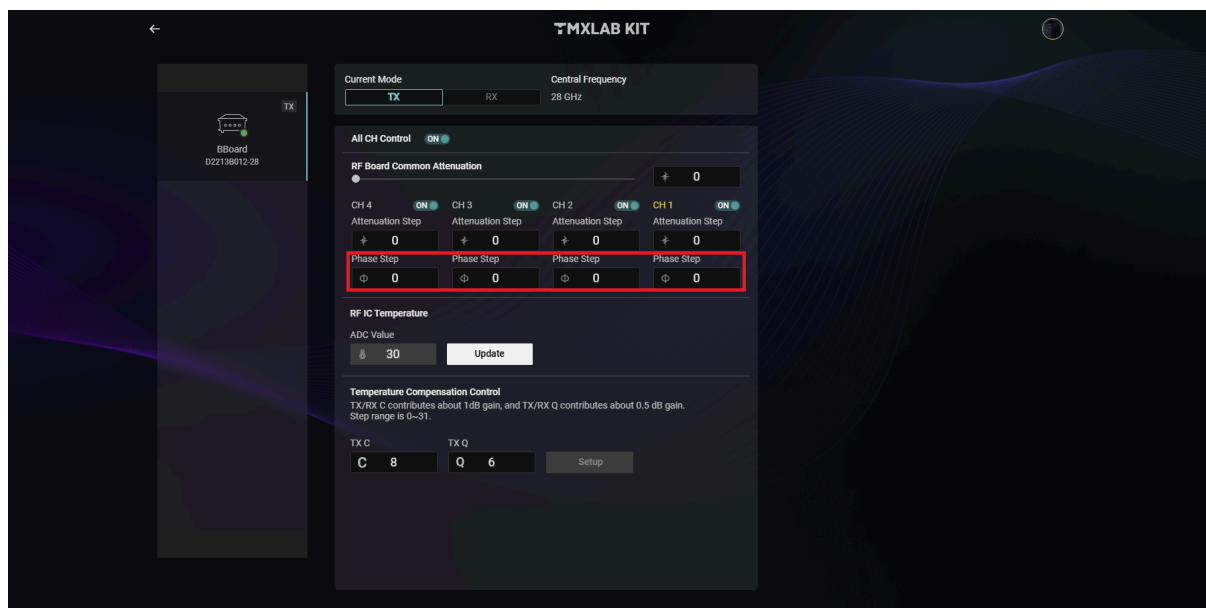 TMXLAB KIT
Current Mode
Central Frequency
TX
RX
28 GHz
TX
BBoard
D2213B012-28
All CH Control ON
RF Board Common Attenuation
0
CH 4 ON CH 3 ON CH 2 ON CH 1 ON
Attenuation Step Attenuation Step Attenuation Step Attenuation Step
0 0 0 0
Phase Step Phase Step Phase Step Phase Step
Φ 0 Φ 0 Φ 0 Φ 0
RF IC Temperature
ADC Value
30 Update
Temperature Compensation Control
TX/RX C contributes about 1dB gain, and TX/RX Q contributes about 0.5 dB gain.
Step range is 0~31.
TX C TX Q
C 8 Q 6 Setup